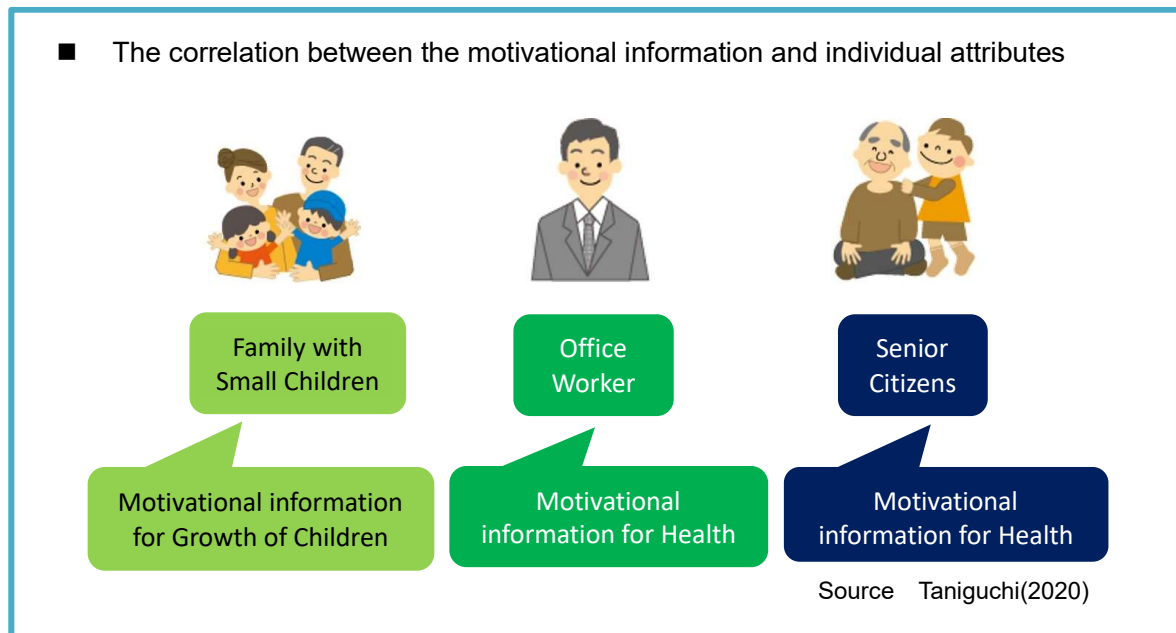 ■ The correlation between the motivational information and individual attributes
Family with
Small Children
Office
Worker
Senior
Citizens
Motivational information
for Growth of Children
Motivational
information for Health
Motivational
information for Health
Source Taniguchi(2020)